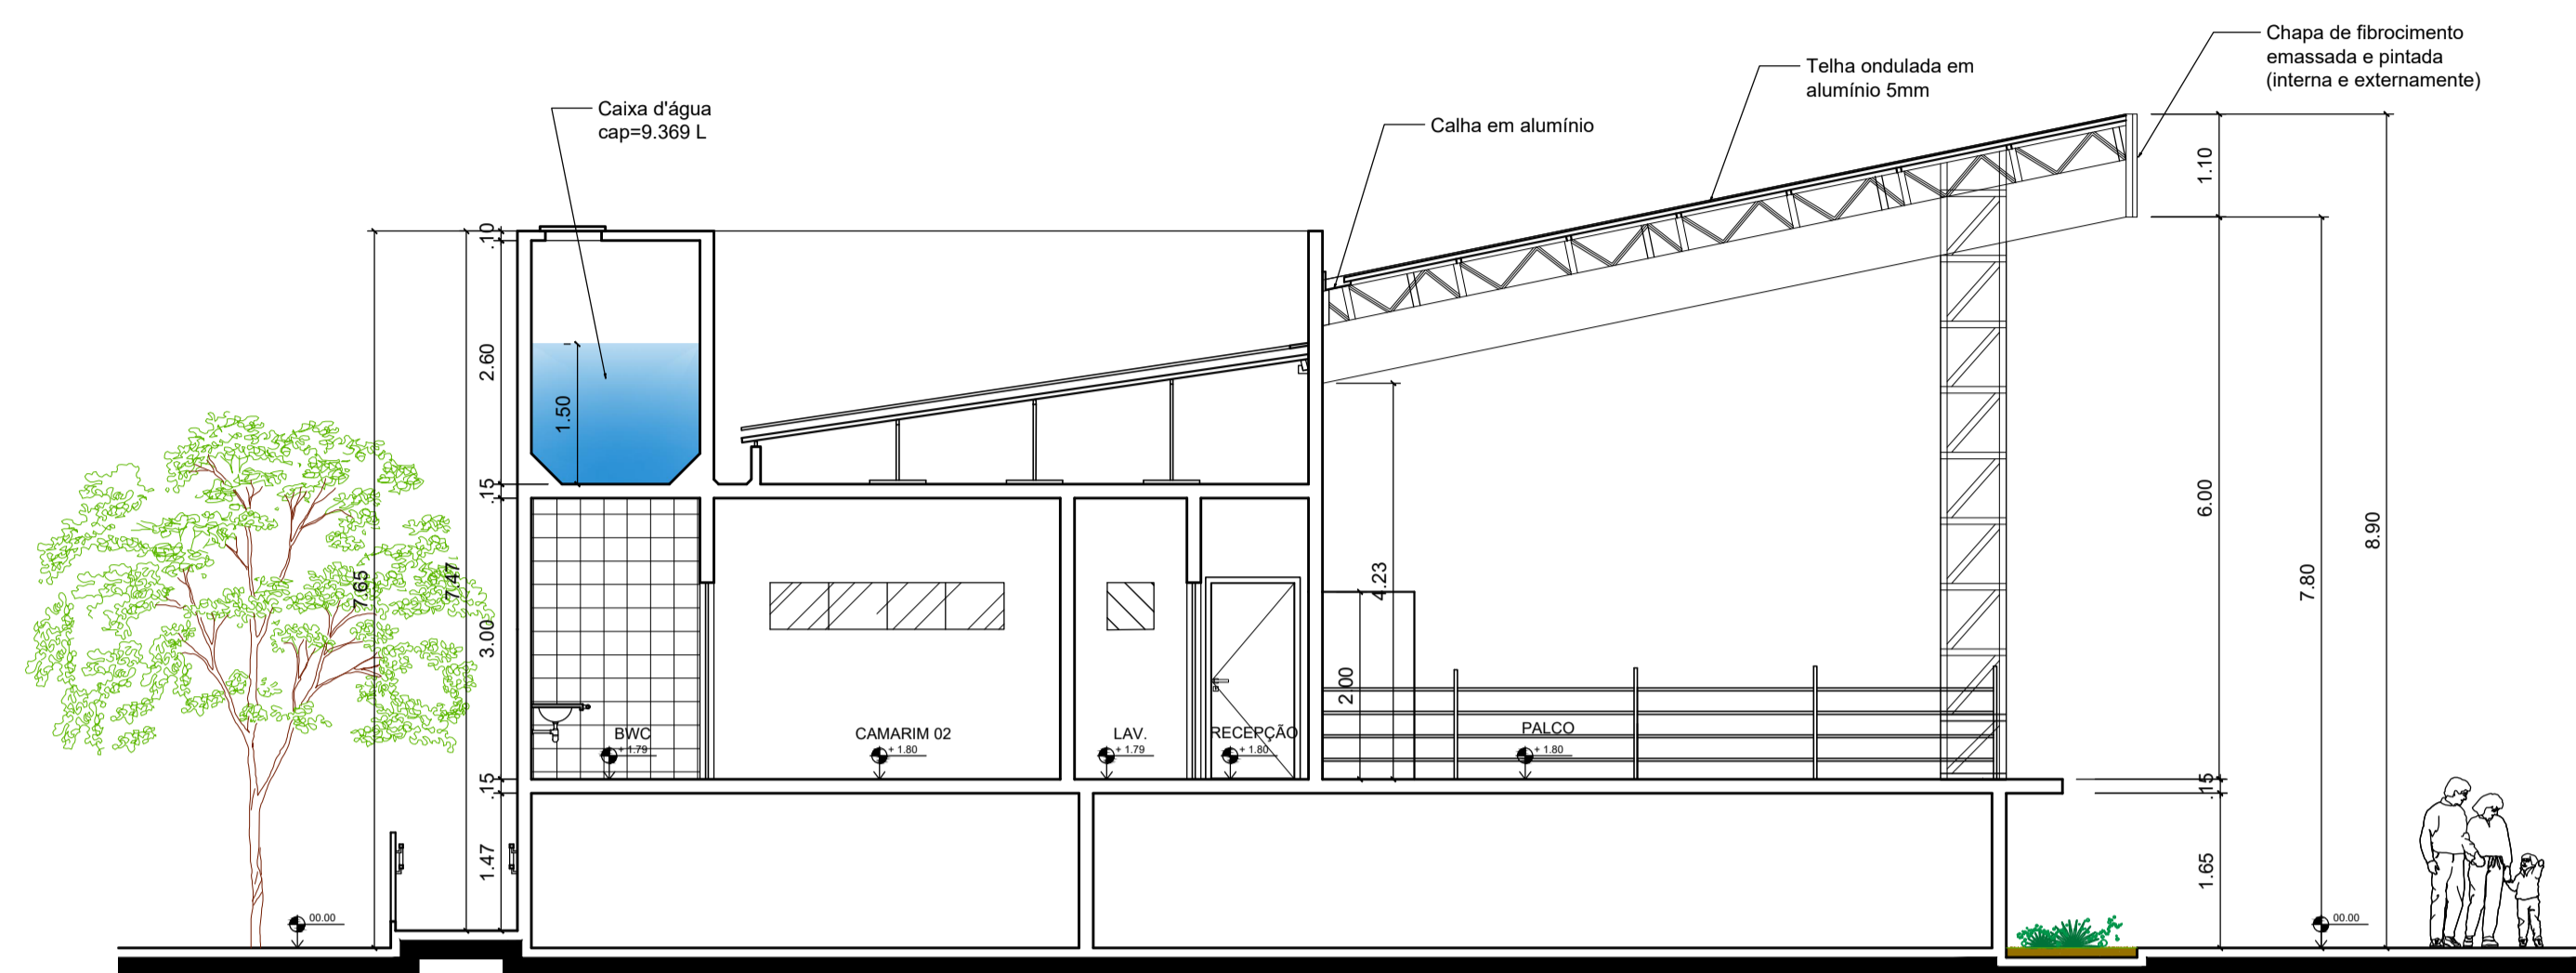 Chapa de fibrocimento
emassada e pintada
(interna e externamente)
Telha ondulada em
alumínio 5mm
Caixa d'água
cap=9.369 L
Calha em alumínio
1.10
.10
2.60
1.50
.15
6.00
8.90
7.65
7.47
4.23
7.80
3.00
2.00
BWC
+ 1.79
CAMARIM 02
+ 1.80
LAV.
+ 1.79
RECEPÇÃO
+ 1.80
PALCO
+ 1.80
.15
.15
1.47
1.65
00.00
00.00